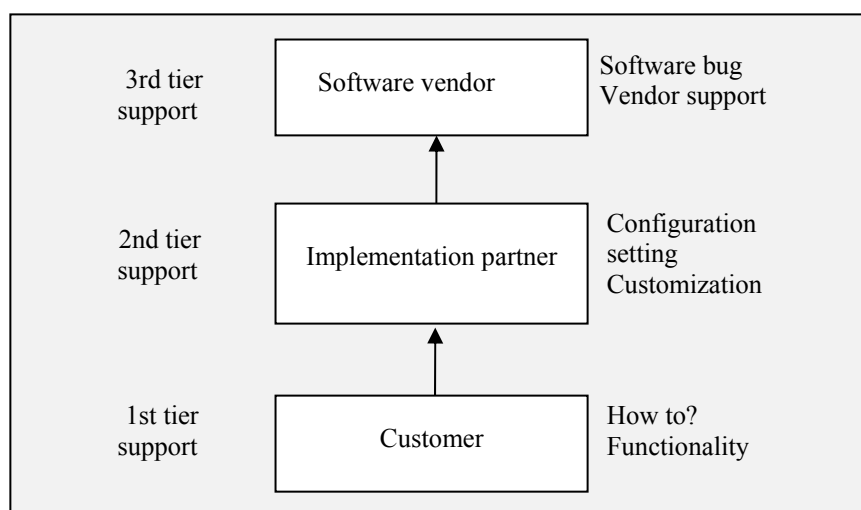 3rd tier
support
Software vendor
Software bug
Vendor support
2nd tier
support
Implementation partner
Configuration
setting
Customization
1st tier
support
Customer
How to?
Functionality